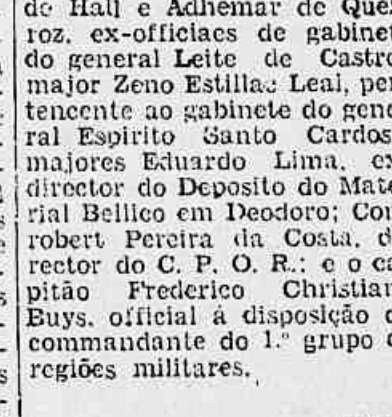 de Hall e Adhemar de Quei
roz, ex-officiaes de gabinet
do general Leite de Castro
major Zeno Estillac Leal, per
tencente ao gabinete do gene
ral Espirito Santo Cardos
majores Eduardo Lima, ex
director do Deposito do Mate
rial Bellico em Deodoro; Con
robert Pereira da Costa, d
rector do C. P. O. R.; e o ca
pitão Frederico Christian
Buys, official á disposição d
commandante do 1.º grupo d
regiões militares.